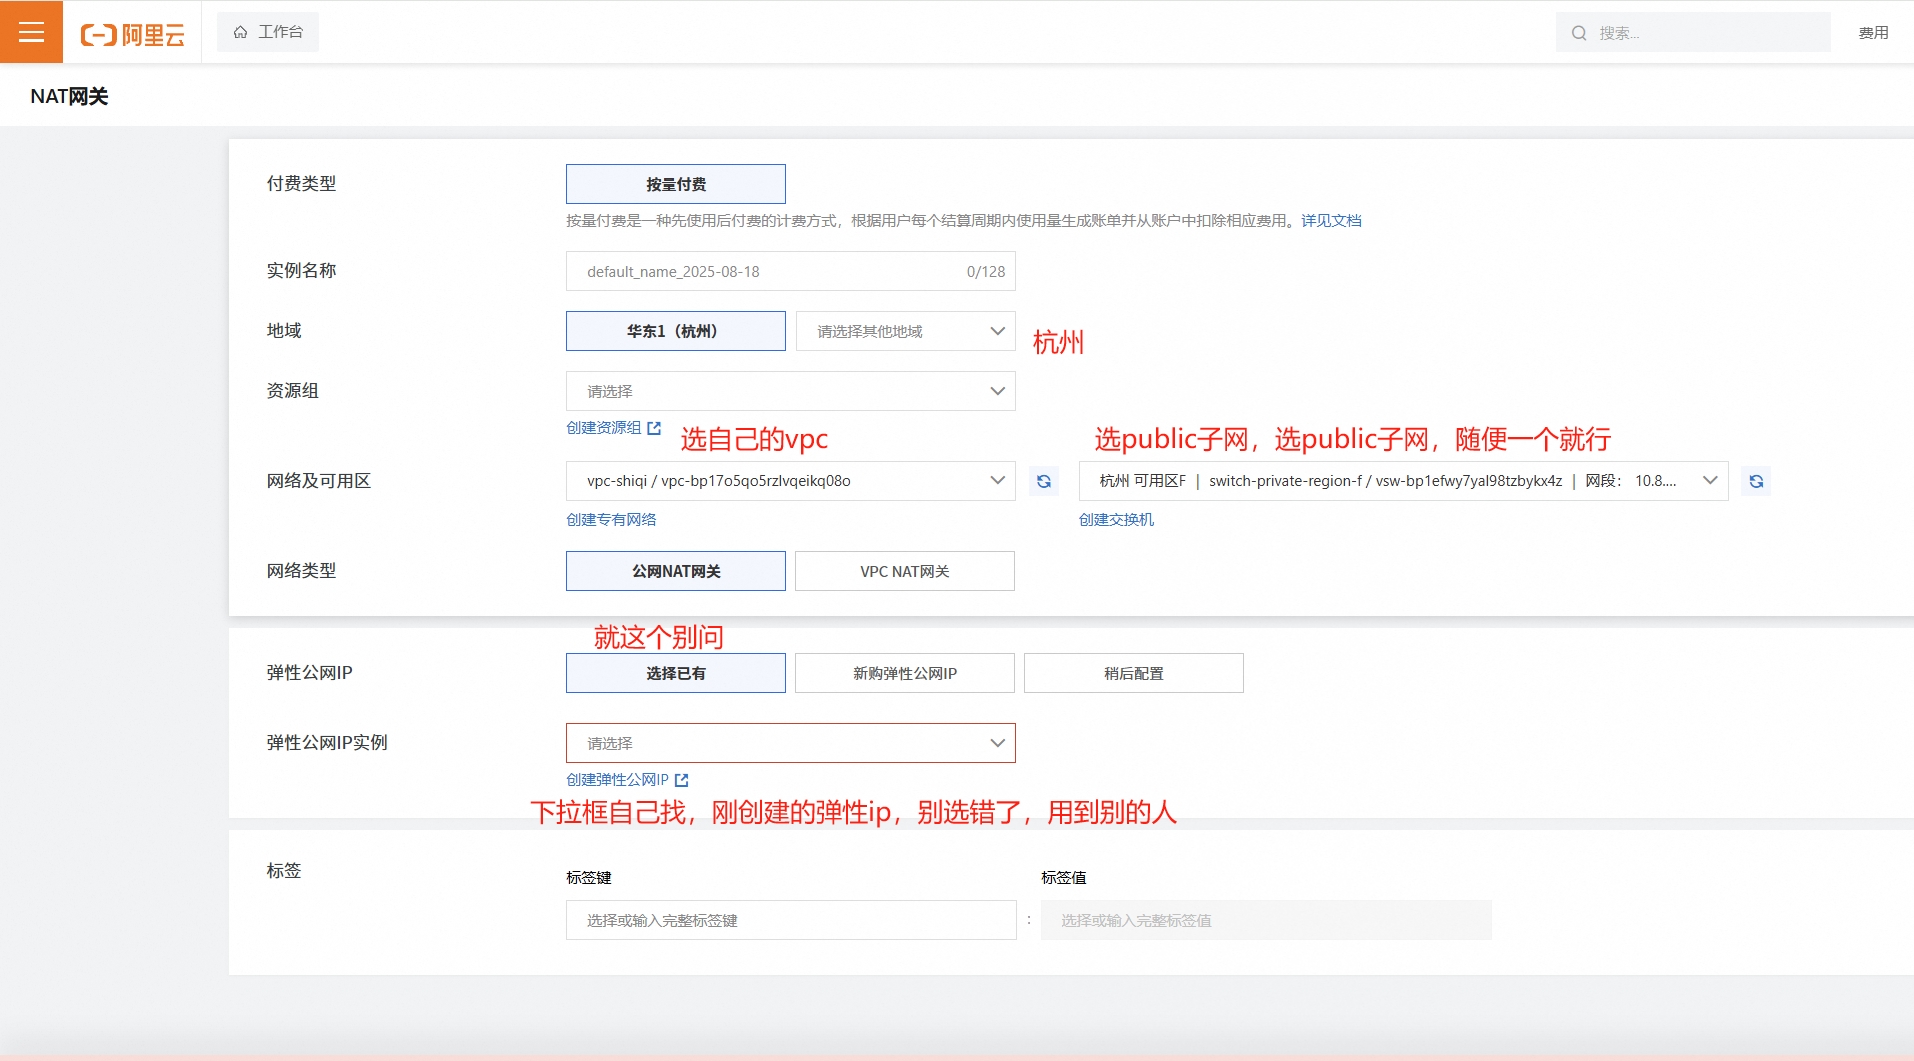 阿里云
工作台
搜索...
费用
NAT网关
付费类型
按量付费
按量付费是一种先使用后付费的计费方式，根据用户每个结算周期内使用量生成账单并从账户中扣除相应费用。详见文档
实例名称
default_name_2025-08-18
0/128
地域
华东1（杭州）
请选择其他地域
杭州
资源组
请选择
创建资源组
选自己的vpc
选public子网，选public子网，随便一个就行
网络及可用区
vpc-shiqi / vpc-bp17o5qo5rzlvqeikq08o
杭州 可用区F | switch-private-region-f / vsw-bp1efwy7yal98tzbykx4z | 网段： 10.8....
创建专有网络
创建交换机
网络类型
公网NAT网关
VPC NAT网关
就这个别问
弹性公网IP
选择已有
新购弹性公网IP
稍后配置
弹性公网IP实例
请选择
创建弹性公网IP
下拉框自己找，刚创建的弹性ip，别选错了，用到别的人
标签
标签键
标签值
选择或输入完整标签键
:
选择或输入完整标签值